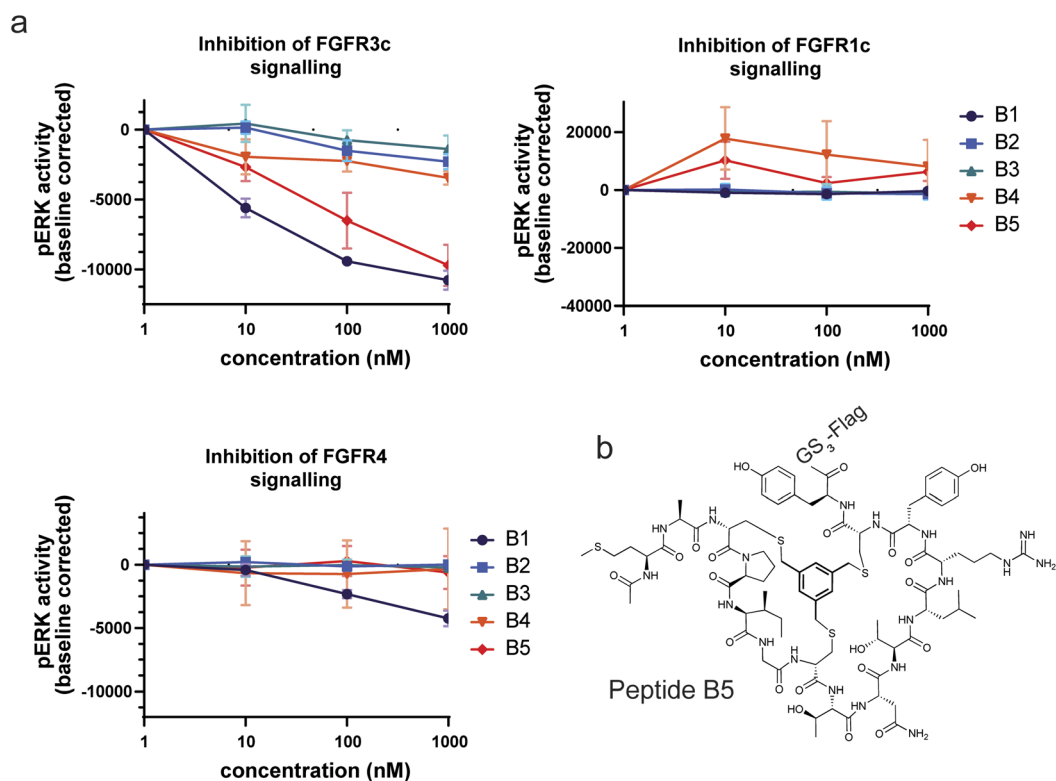 a
Inhibition of FGFR3c
signalling
pERK activity
(baseline corrected)
0
-5000
-10000
1
10
100
1000
concentration (nM)
Inhibition of FGFR1c
signalling
pERK activity
(baseline corrected)
20000
0
-20000
-40000
1
10
100
1000
concentration (nM)
B1
B2
B3
B4
B5
Inhibition of FGFR4
signalling
pERK activity
(baseline corrected)
5000
0
-5000
-10000
1
10
100
1000
concentration (nM)
B1
B2
B3
B4
B5
b
GS3-Flag
HO
O
OH
NH
H
N
S
NH2
HN
Peptide B5